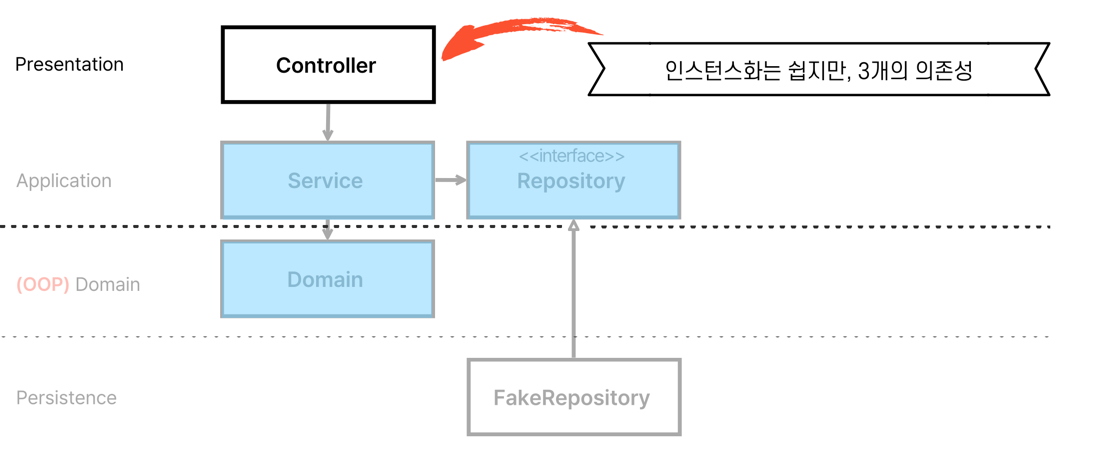 Presentation
Controller
인스턴스화는 쉽지만, 3개의 의존성
Application
Service
<<interface>>
Repository
(OOP) Domain
Domain
Persistence
FakeRepository